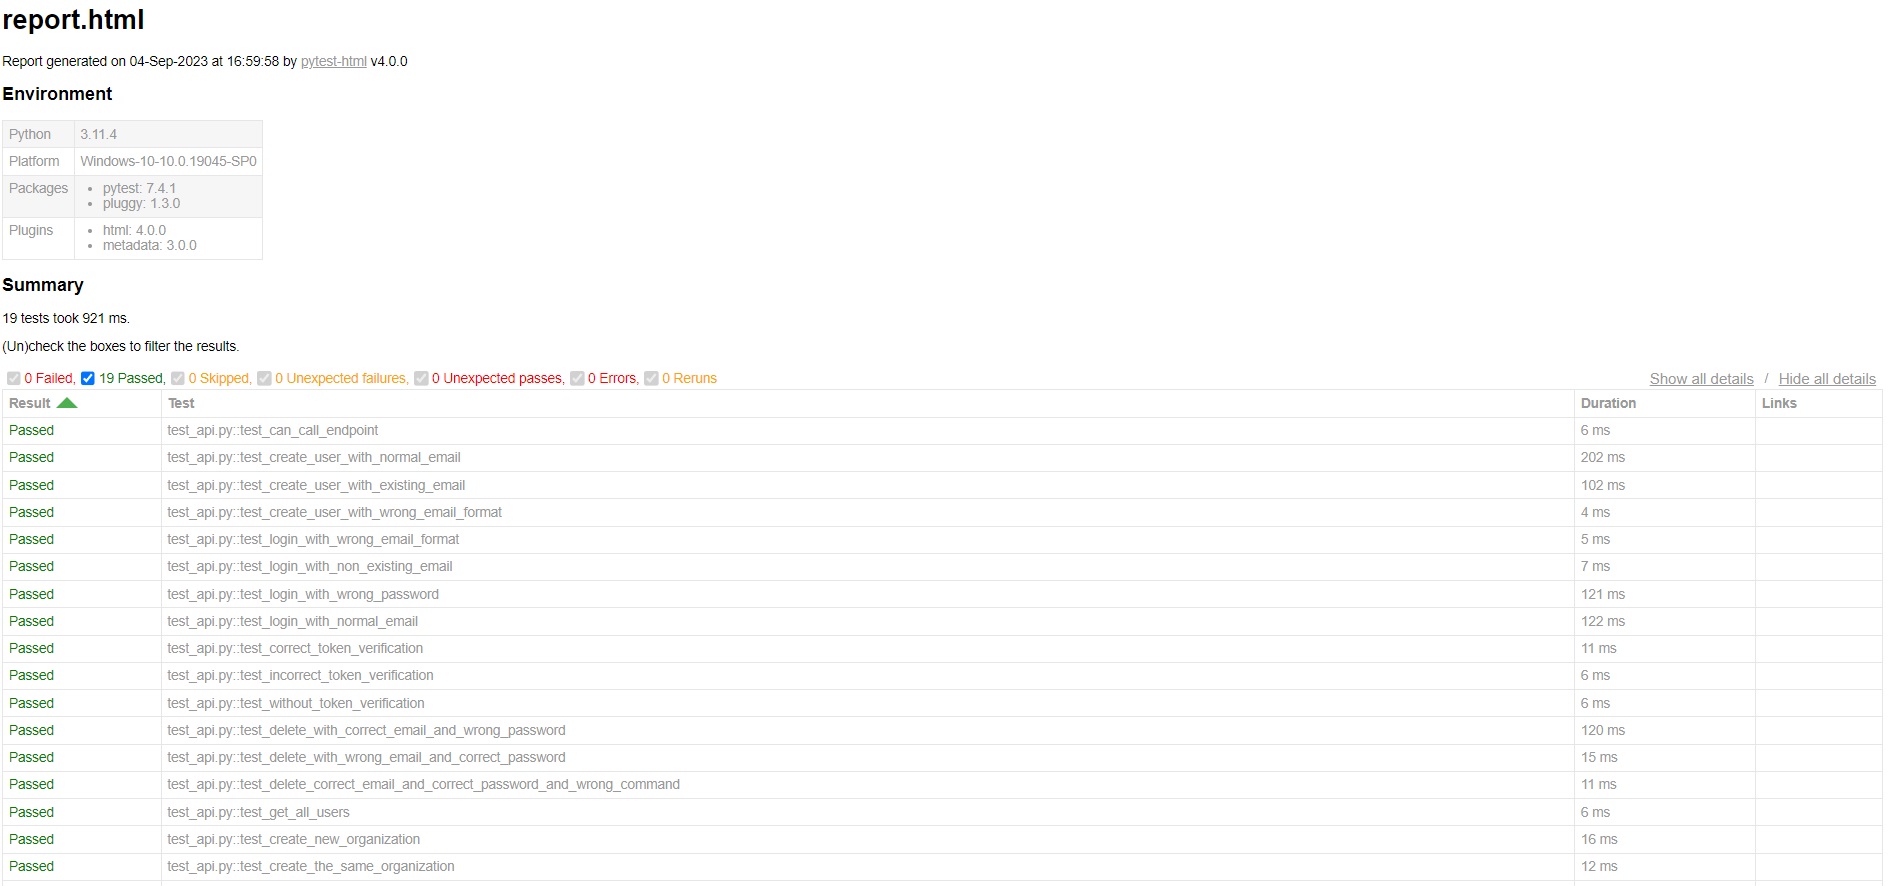 report.html
Report generated on 04-Sep-2023 at 16:59:58 by pytest-html v4.0.0
Environment
Python 3.11.4
Platform Windows-10-10.0.19045-SP0
Packages pytest: 7.4.1
pluggy: 1.3.0
Plugins html: 4.0.0
metadata: 3.0.0
Summary
19 tests took 921 ms.
(Un)check the boxes to filter the results.
0 Failed, 19 Passed, 0 Skipped, 0 Unexpected failures, 0 Unexpected passes, 0 Errors, 0 Reruns Show all details / Hide all details
Result Test Duration Links
Passed test_api.py::test_can_call_endpoint 6 ms
Passed test_api.py::test_create_user_with_normal_email 202 ms
Passed test_api.py::test_create_user_with_existing_email 102 ms
Passed test_api.py::test_create_user_with_wrong_email_format 4 ms
Passed test_api.py::test_login_with_wrong_email_format 5 ms
Passed test_api.py::test_login_with_non_existing_email 7 ms
Passed test_api.py::test_login_with_wrong_password 121 ms
Passed test_api.py::test_login_with_normal_email 122 ms
Passed test_api.py::test_correct_token_verification 11 ms
Passed test_api.py::test_incorrect_token_verification 6 ms
Passed test_api.py::test_without_token_verification 6 ms
Passed test_api.py::test_delete_with_correct_email_and_wrong_password 120 ms
Passed test_api.py::test_delete_with_wrong_email_and_correct_password 15 ms
Passed test_api.py::test_delete_correct_email_and_correct_password_and_wrong_command 11 ms
Passed test_api.py::test_get_all_users 6 ms
Passed test_api.py::test_create_new_organization 16 ms
Passed test_api.py::test_create_the_same_organization 12 ms